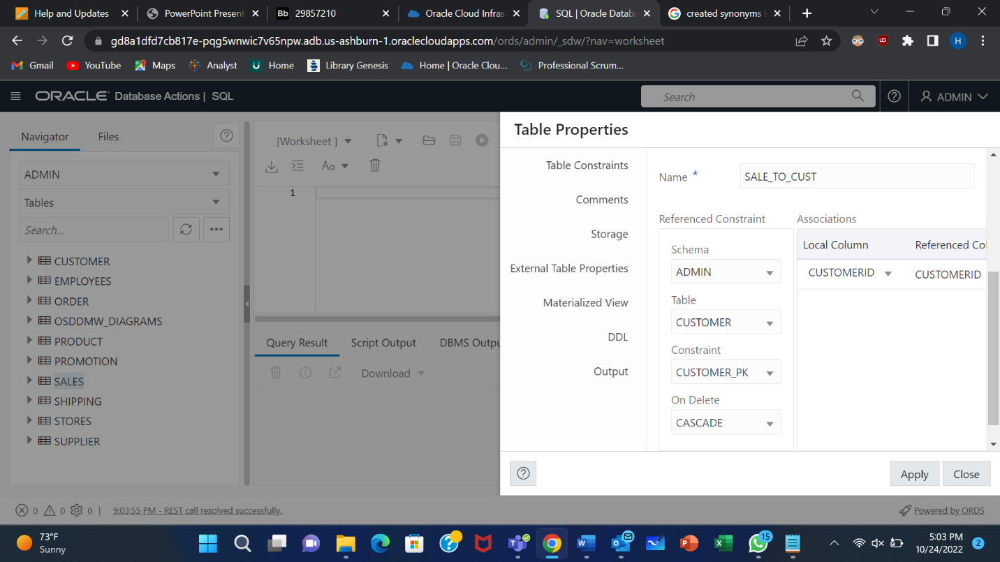 Help and Updates
PowerPoint Present
Bb 29857210
Oracle Cloud Infras
SQL | Oracle Databa
created synonyms i
gd8a1dfd7cb817e-pqg5wnwic7v65npw.adb.us-ashburn-1.oraclecloudapps.com/ords/admin/_sdw/?nav=worksheet
H
Gmail
YouTube
Maps
Analyst
Home
Library Genesis
Home | Oracle Clou...
Professional Scrum...
ORACLE Database Actions | SQL
Search
ADMIN
Navigator
Files
ADMIN
Tables
Search...
CUSTOMER
EMPLOYEES
ORDER
OSDDMW_DIAGRAMS
PRODUCT
PROMOTION
SALES
SHIPPING
STORES
SUPPLIER
[Worksheet ]
Aa
1
Query Result
Script Output
DBMS Outpu
Download
Table Properties
Table Constraints
Comments
Storage
External Table Properties
Materialized View
DDL
Output
Name *
SALE_TO_CUST
Referenced Constraint
Schema
ADMIN
Table
CUSTOMER
Constraint
CUSTOMER_PK
On Delete
CASCADE
Associations
Local Column
Referenced Col
CUSTOMERID
CUSTOMERID
Apply
Close
0
0
0 |
9:03:55 PM - REST call resolved successfully.
Powered by ORDS
73°F
Sunny
15
5:03 PM
10/24/2022
2